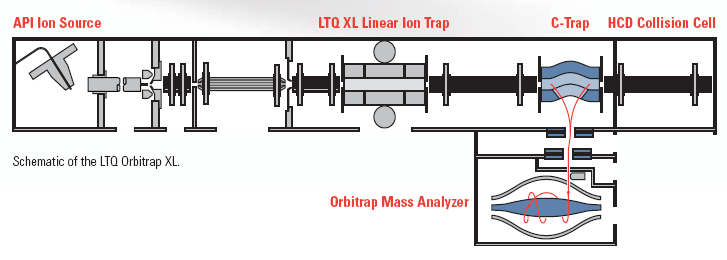 API Ion Source
LTQ XL Linear Ion Trap
C-Trap
HCD Collision Cell
Schematic of the LTQ Orbitrap XL.
Orbitrap Mass Analyzer